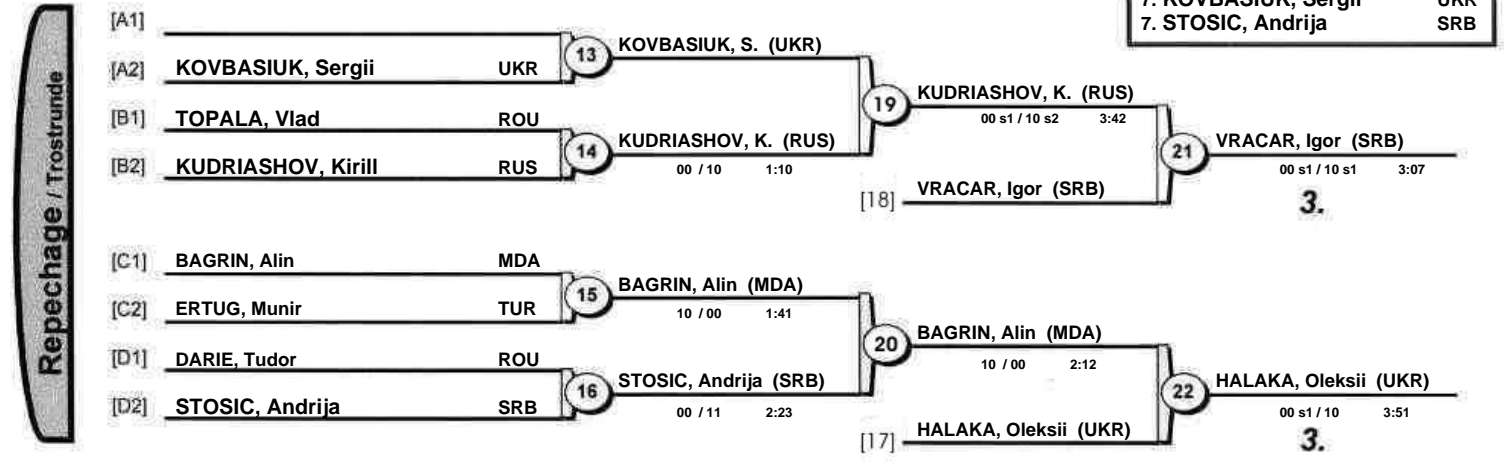 7. KOVBASIUK, Sergii UKR
7. STOSIC, Andrija SRB
Repechage / Trostrunde
[A1]
[A2] KOVBASIUK, Sergii UKR
13
KOVBASIUK, S. (UKR)
[B1] TOPALA, Vlad ROU
[B2] KUDRIASHOV, Kirill RUS
14
KUDRIASHOV, K. (RUS)
00 / 10 1:10
19
KUDRIASHOV, K. (RUS)
00 s1 / 10 s2 3:42
[18] VRACAR, Igor (SRB)
21
VRACAR, Igor (SRB)
00 s1 / 10 s1 3:07
3.
[C1] BAGRIN, Alin MDA
[C2] ERTUG, Munir TUR
15
BAGRIN, Alin (MDA)
10 / 00 1:41
[D1] DARIE, Tudor ROU
[D2] STOSIC, Andrija SRB
16
STOSIC, Andrija (SRB)
00 / 11 2:23
20
BAGRIN, Alin (MDA)
10 / 00 2:12
[17] HALAKA, Oleksii (UKR)
22
HALAKA, Oleksii (UKR)
00 s1 / 10 3:51
3.